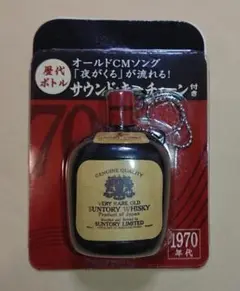 歴代
ボトル
オールドCMソング
「夜がくる」が流れる!
サウンドキーチェーン付き
70
GENUINE QUALITY
VERY RARE OLD
SUNTORY WHISKY
Product of Japan
SUNTORY LIMITED
1970
年代